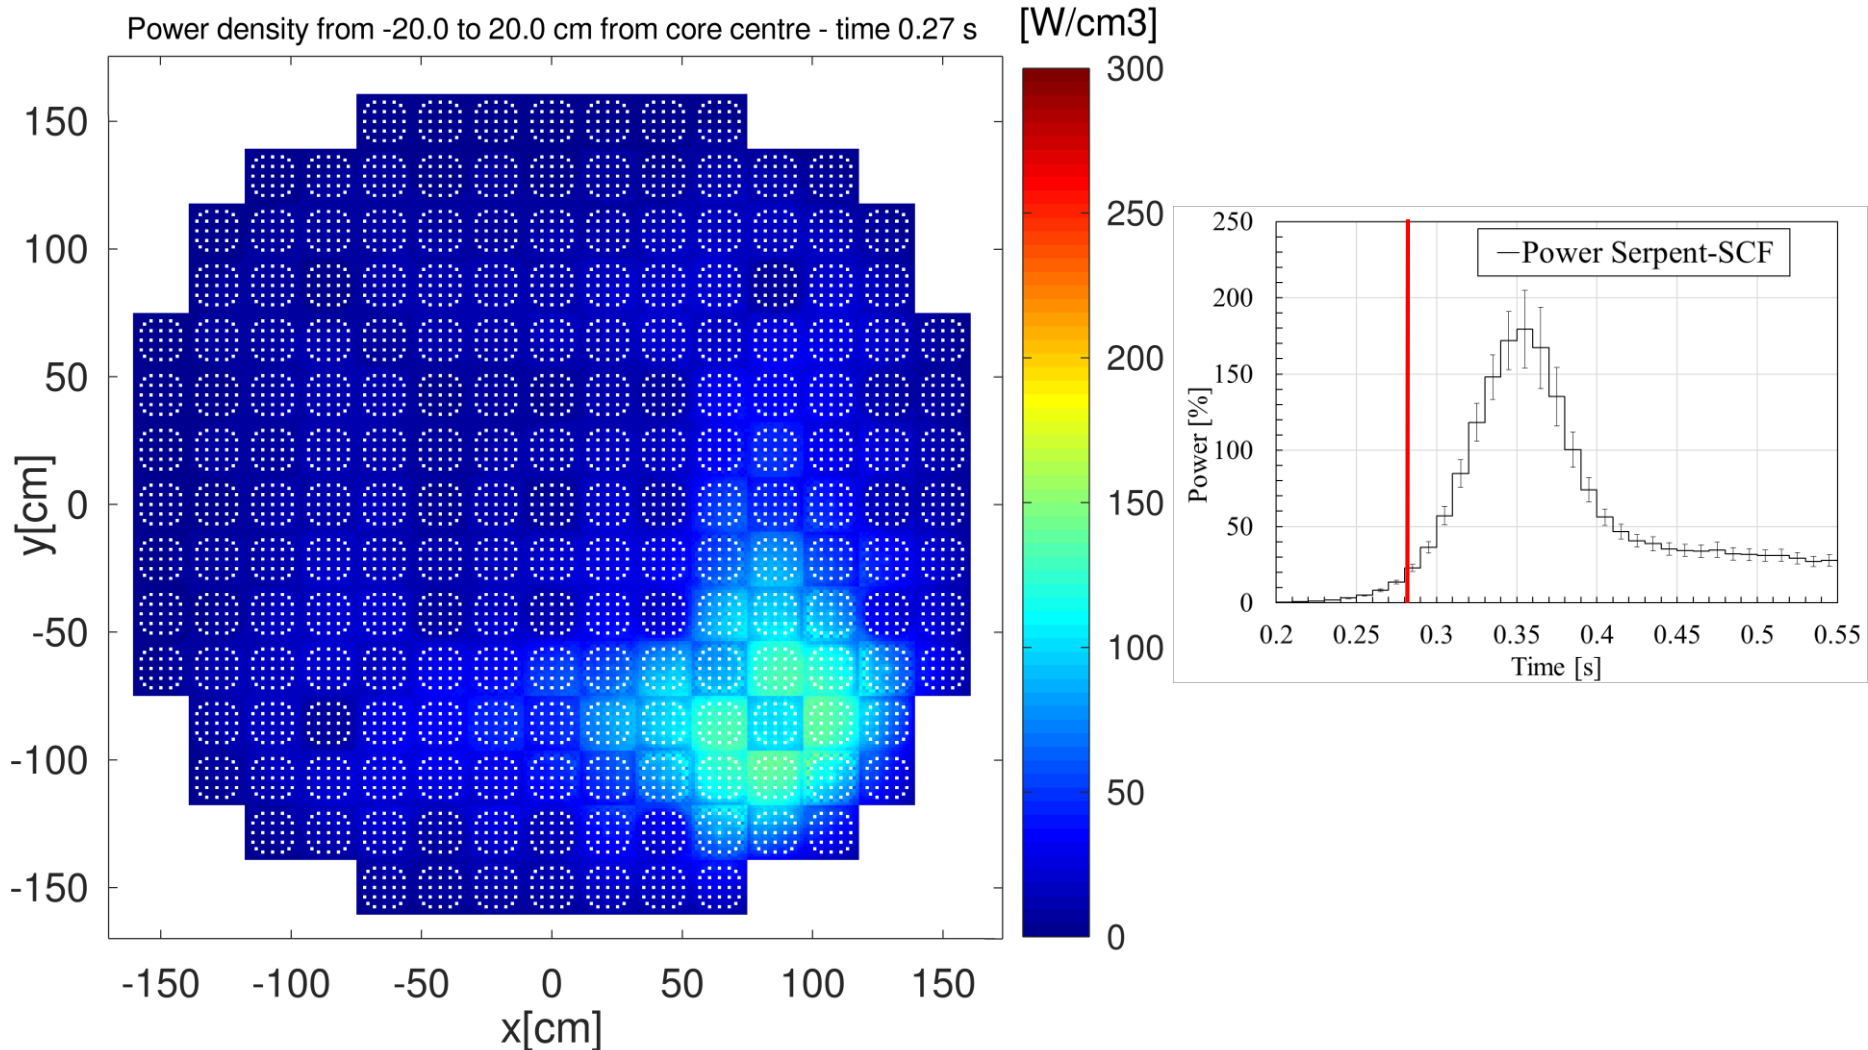 Power density from -20.0 to 20.0 cm from core centre - time 0.27 s
[W/cm3]
y[cm]
150
100
50
0
-50
-100
-150
-150 -100 -50 0 50 100 150
x[cm]
300
250
200
150
100
50
0
Power Serpent-SCF
Power [%]
250
200
150
100
50
0
0.2 0.25 0.3 0.35 0.4 0.45 0.5 0.55
Time [s]